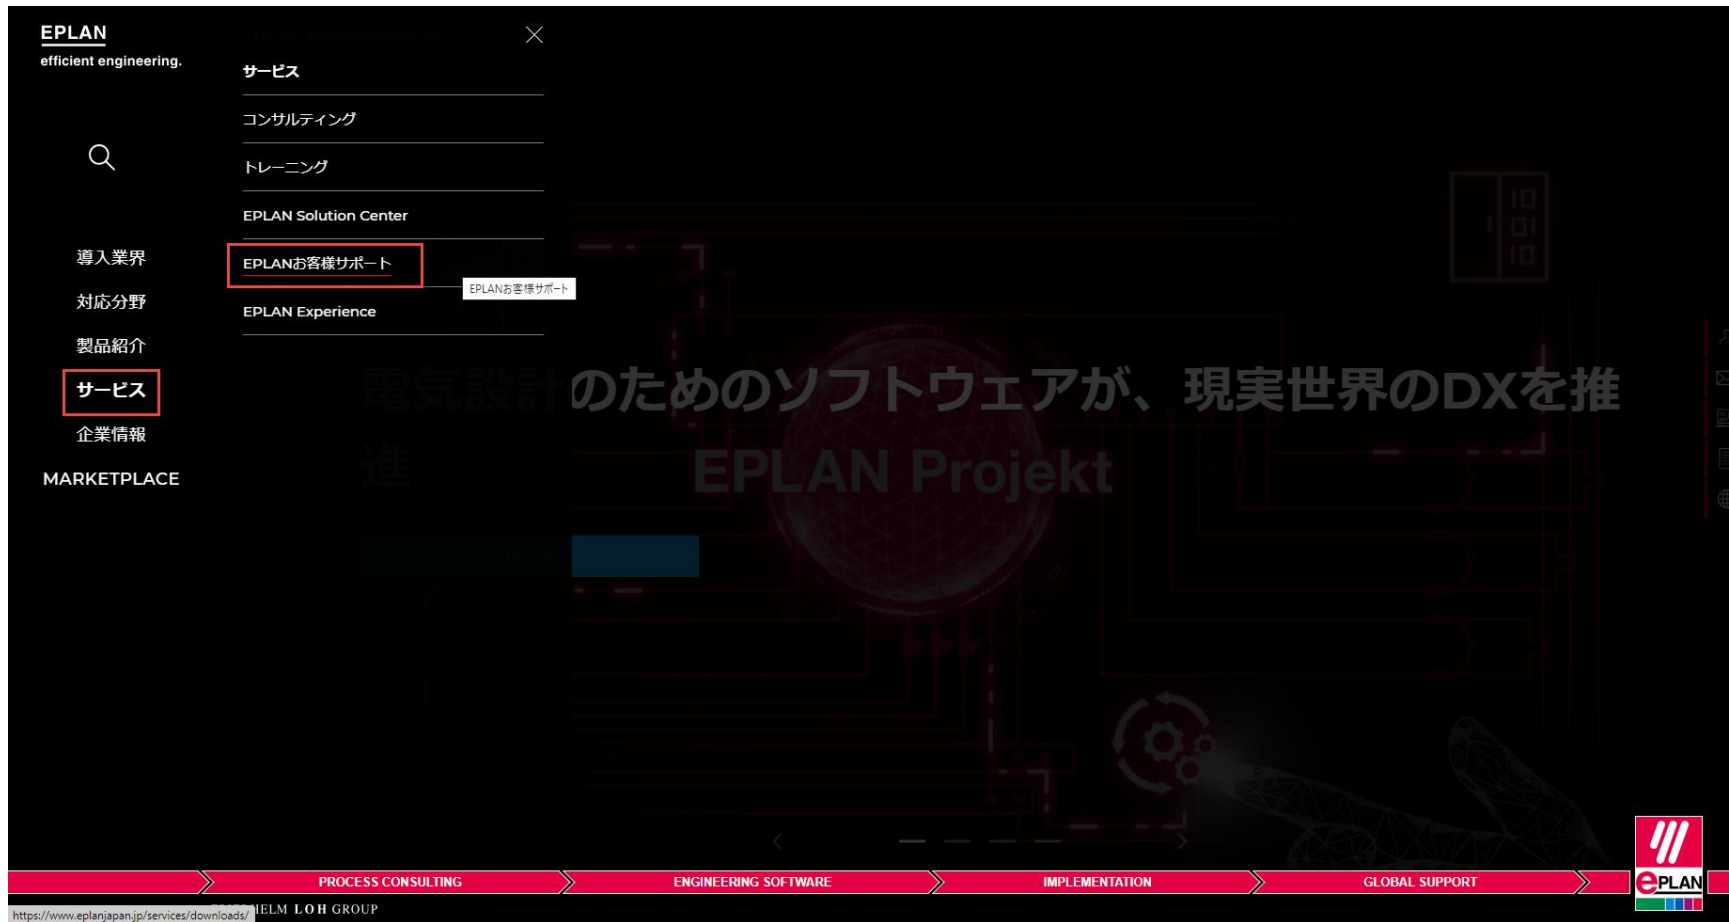 EPLAN
efficient engineering.
導入業界
対応分野
製品紹介
サービス
企業情報
MARKETPLACE
サービス
コンサルティング
トレーニング
EPLAN Solution Center
EPLANお客様サポート
EPLANお客様サポート
EPLAN Experience
電気設計のためのソフトウェアが、現実世界のDXを推
進
EPLAN Projekt
PROCESS CONSULTING
ENGINEERING SOFTWARE
IMPLEMENTATION
GLOBAL SUPPORT
ePLAN
LOH GROUP
https://www.eplanjapan.jp/services/downloads/